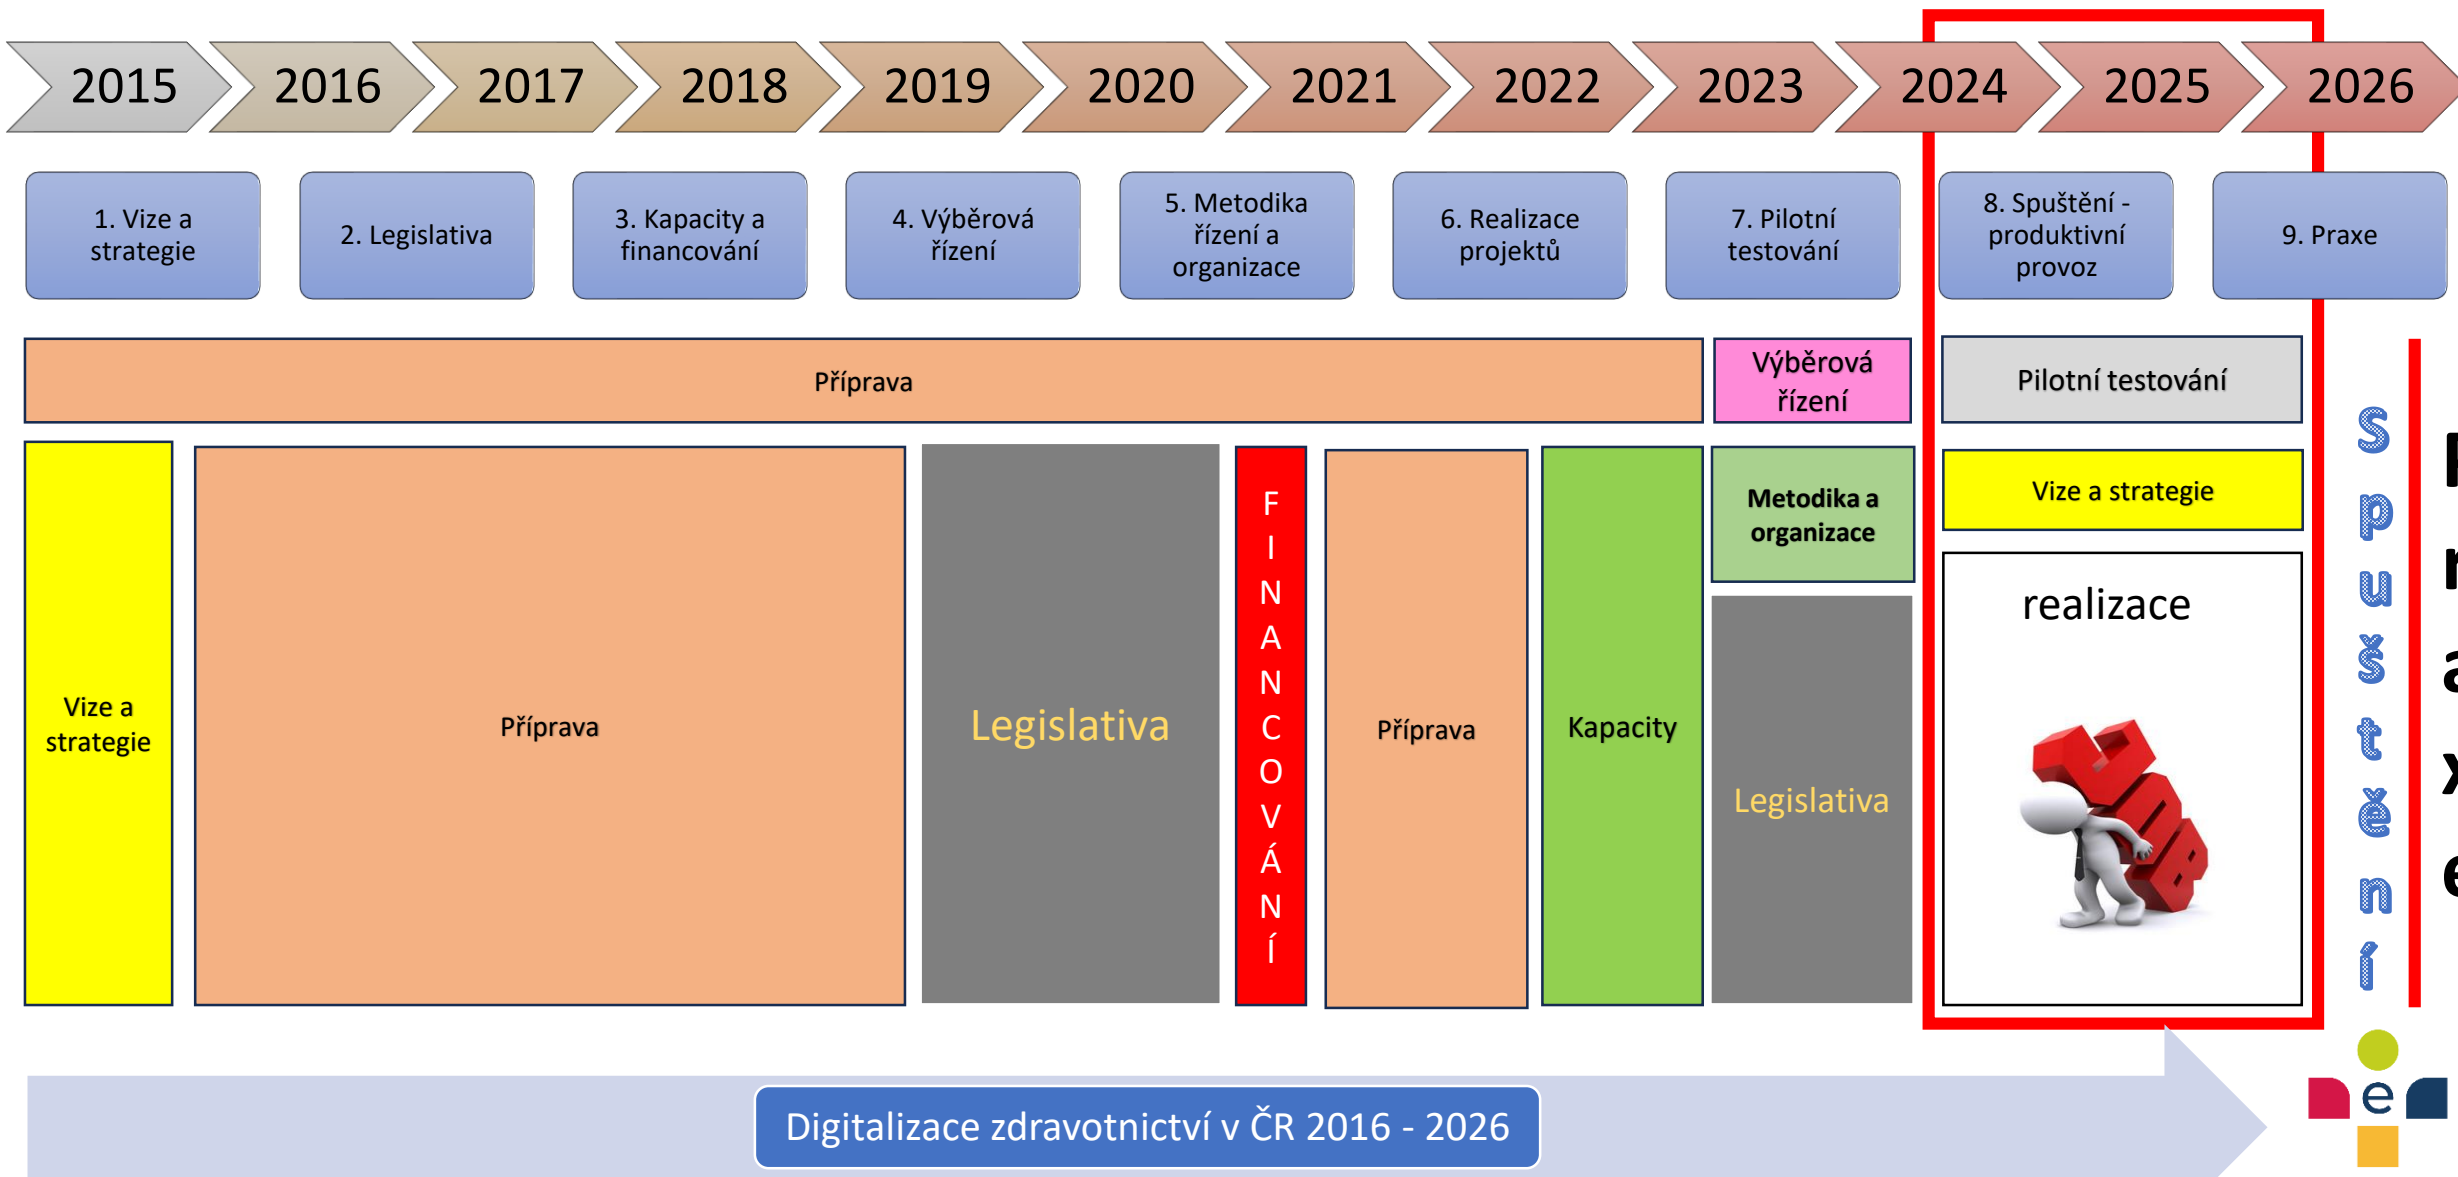 2015
2016
2017
2018
2019
2020
2021
2022
2023
2024
2025
2026
1. Vize a
strategie
2. Legislativa
3. Kapacity a
financování
4. Výběrová
řízení
5. Metodika
řízení a
organizace
6. Realizace
projektů
7. Pilotní
testování
8. Spuštění -
produktivní
provoz
9. Praxe
Příprava
Výběrová
řízení
Pilotní testování
Vize a
strategie
Příprava
Legislativa
FINANCOVÁNÍ
Příprava
Kapacity
Metodika a
organizace
Legislativa
Vize a strategie
realizace
Spuštění
Praxe
Digitalizace zdravotnictví v ČR 2016 - 2026
e